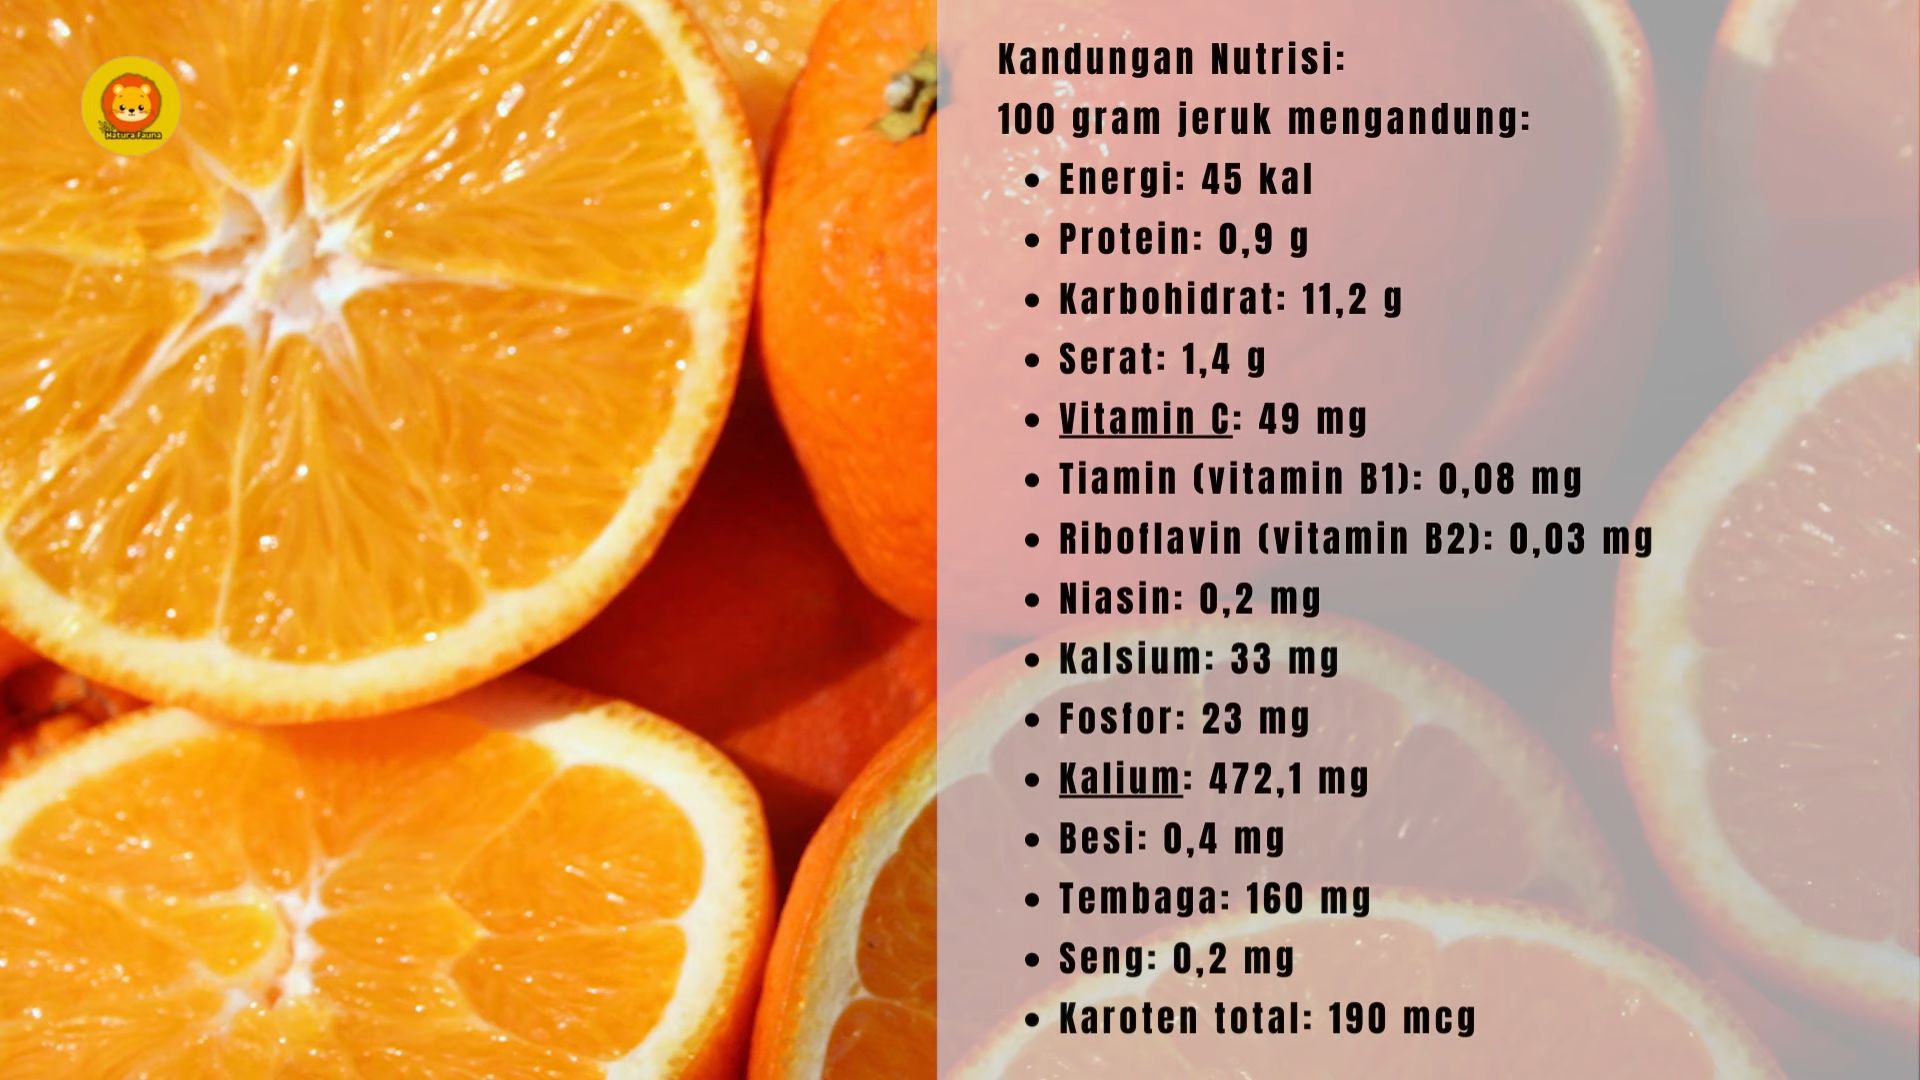 Natura Fauna
Kandungan Nutrisi:
100 gram jeruk mengandung:
• Energi: 45 kal
• Protein: 0,9 g
• Karbohidrat: 11,2 g
• Serat: 1,4 g
• Vitamin C: 49 mg
• Tiamin (vitamin B1): 0,08 mg
• Riboflavin (vitamin B2): 0,03 mg
• Niasin: 0,2 mg
• Kalsium: 33 mg
• Fosfor: 23 mg
• Kalium: 472,1 mg
• Besi: 0,4 mg
• Tembaga: 160 mg
• Seng: 0,2 mg
• Karoten total: 190 mcg